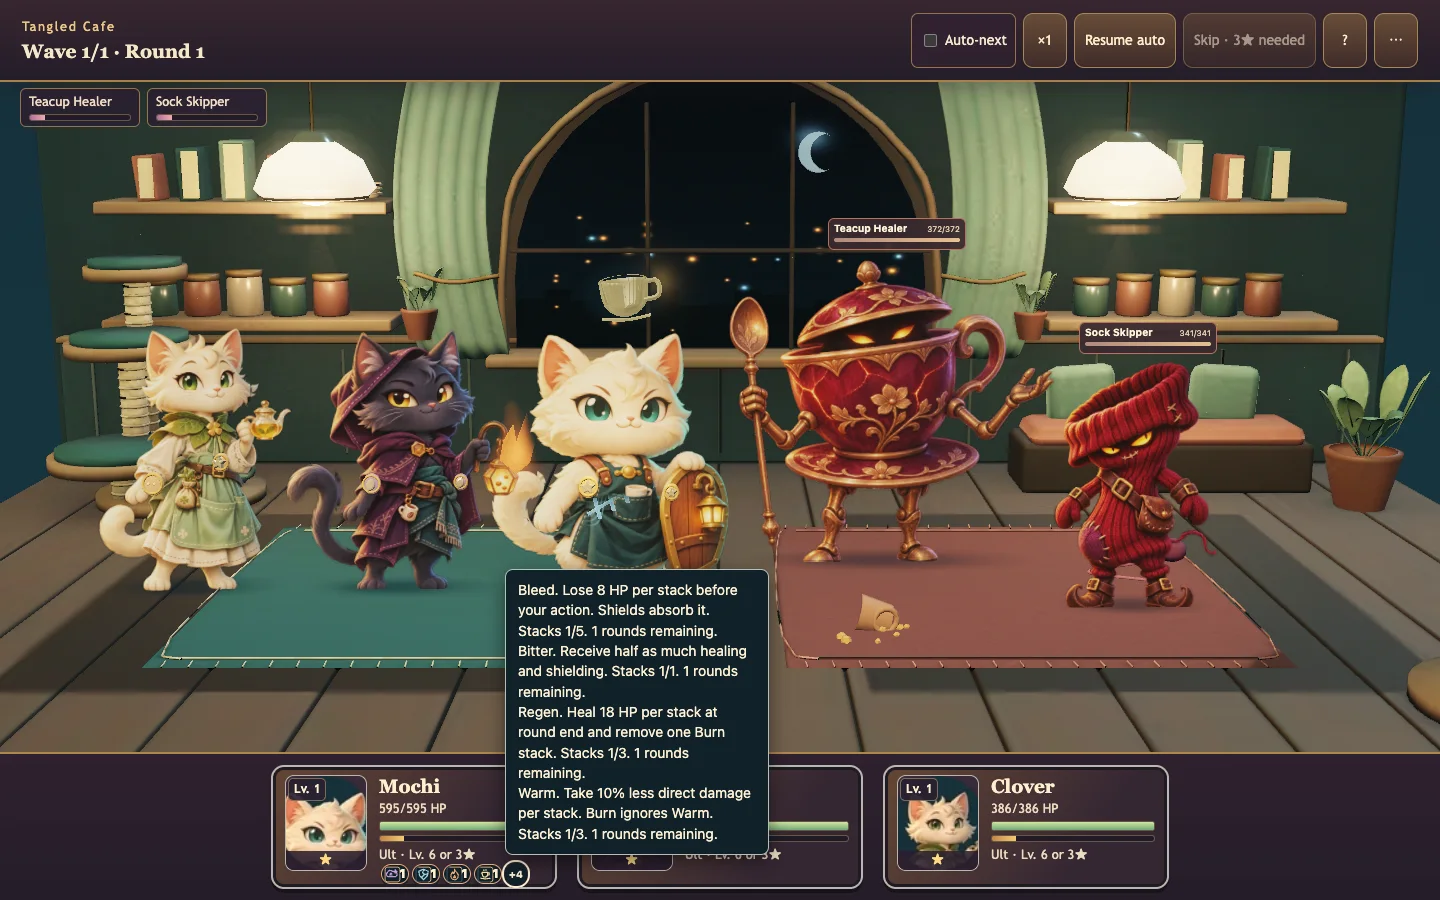 Tangled Cafe
Wave 1/1 · Round 1
Auto-next
×1
Resume auto
Skip · 3★ needed
?
...
Teacup Healer
Sock Skipper
Teacup Healer 372/372
Sock Skipper 341/341
Bleed. Lose 8 HP per stack before
your action. Shields absorb it.
Stacks 1/5. 1 rounds remaining.
Bitter. Receive half as much healing
and shielding. Stacks 1/1. 1 rounds
remaining.
Regen. Heal 18 HP per stack at
round end and remove one Burn
stack. Stacks 1/3. 1 rounds
remaining.
Warm. Take 10% less direct damage
per stack. Burn ignores Warm.
Stacks 1/3. 1 rounds remaining.
Lv. 1
Mochi
595/595 HP
Ult · Lv. 6 or 3★
1 1 1 1 +4
Ult · Lv. 6 or 3★
Lv. 1
Clover
386/386 HP
Ult · Lv. 6 or 3★